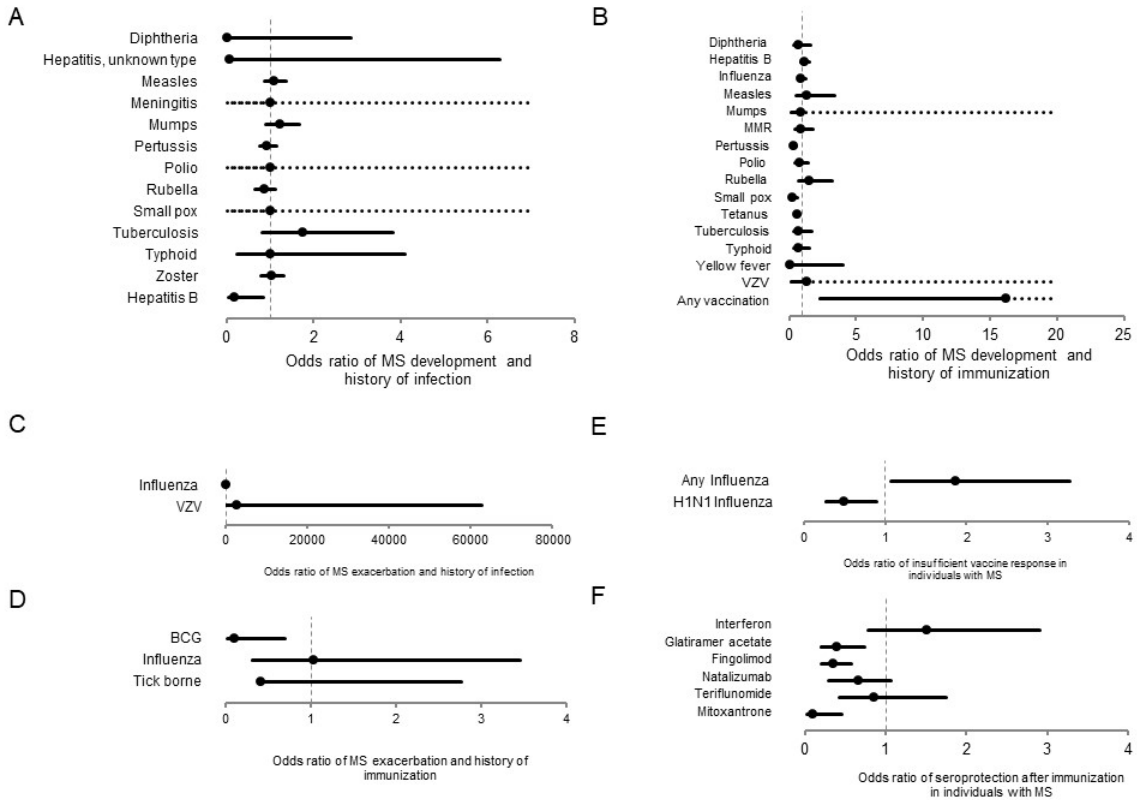 A
Diphtheria
Hepatitis, unknown type
Measles
Meningitis
Mumps
Pertussis
Polio
Rubella
Small pox
Tuberculosis
Typhoid
Zoster
Hepatitis B
0 2 4 6 8
Odds ratio of MS development and
history of infection
B
Diphtheria
Hepatitis B
Influenza
Measles
Mumps
MMR
Pertussis
Polio
Rubella
Small pox
Tetanus
Tuberculosis
Typhoid
Yellow fever
VZV
Any vaccination
0 5 10 15 20 25
Odds ratio of MS development and
history of immunization
C
Influenza
VZV
0 20000 40000 60000 80000
Odds ratio of MS exacerbation and history of infection
D
BCG
Influenza
Tick borne
0 1 2 3 4
Odds ratio of MS exacerbation and history of
immunization
E
Any Influenza
H1N1 Influenza
0 1 2 3 4
Odds ratio of insufficient vaccine response in
individuals with MS
F
Interferon
Glatiramer acetate
Fingolimod
Natalizumab
Teriflunomide
Mitoxantrone
0 1 2 3 4
Odds ratio of seroprotection after immunization
in individuals with MS